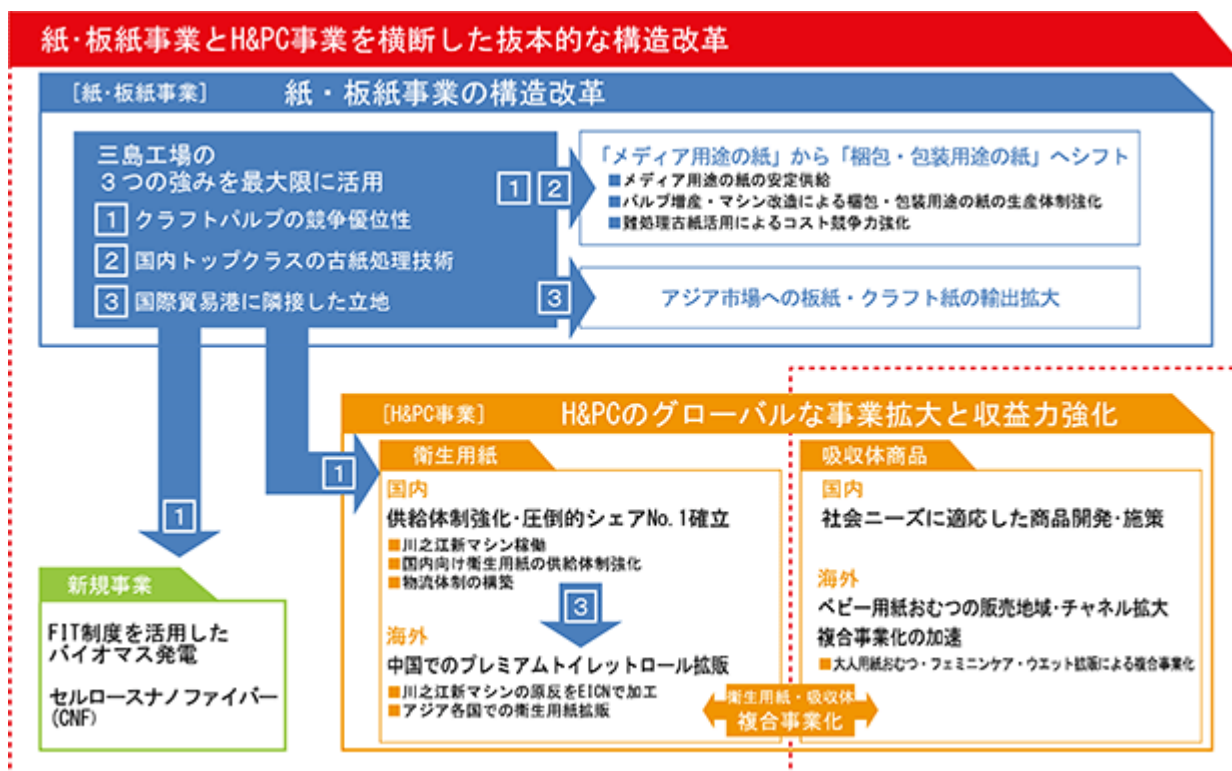 紙・板紙事業とH&PC事業を横断した抜本的な構造改革
[紙・板紙事業] 紙・板紙事業の構造改革
三島工場の
3つの強みを最大限に活用
1 クラフトパルプの競争優位性
2 国内トップクラスの古紙処理技術
3 国際貿易港に隣接した立地
1 2
「メディア用途の紙」から「梱包・包装用途の紙」へシフト
■メディア用途の紙の安定供給
■パルプ増産・マシン改造による梱包・包装用途の紙の生産体制強化
■難処理古紙活用によるコスト競争力強化
3
アジア市場への板紙・クラフト紙の輸出拡大
1
新規事業
FIT制度を活用した
バイオマス発電
セルロースナノファイバー
(CNF)
1
[H&PC事業] H&PCのグローバルな事業拡大と収益力強化
衛生用紙
国内
供給体制強化・圧倒的シェアNo.1確立
■川之江新マシン稼働
■国内向け衛生用紙の供給体制強化
■物流体制の構築
3
海外
中国でのプレミアムトイレットロール拡販
■川之江新マシンの原反をEICNで加工
■アジア各国での衛生用紙拡販
吸収体商品
国内
社会ニーズに適応した商品開発・施策
海外
ベビー用紙おむつの販売地域・チャネル拡大
複合事業化の加速
■大人用紙おむつ・フェミニンケア・ウエット拡販による複合事業化
衛生用紙・吸収体
複合事業化